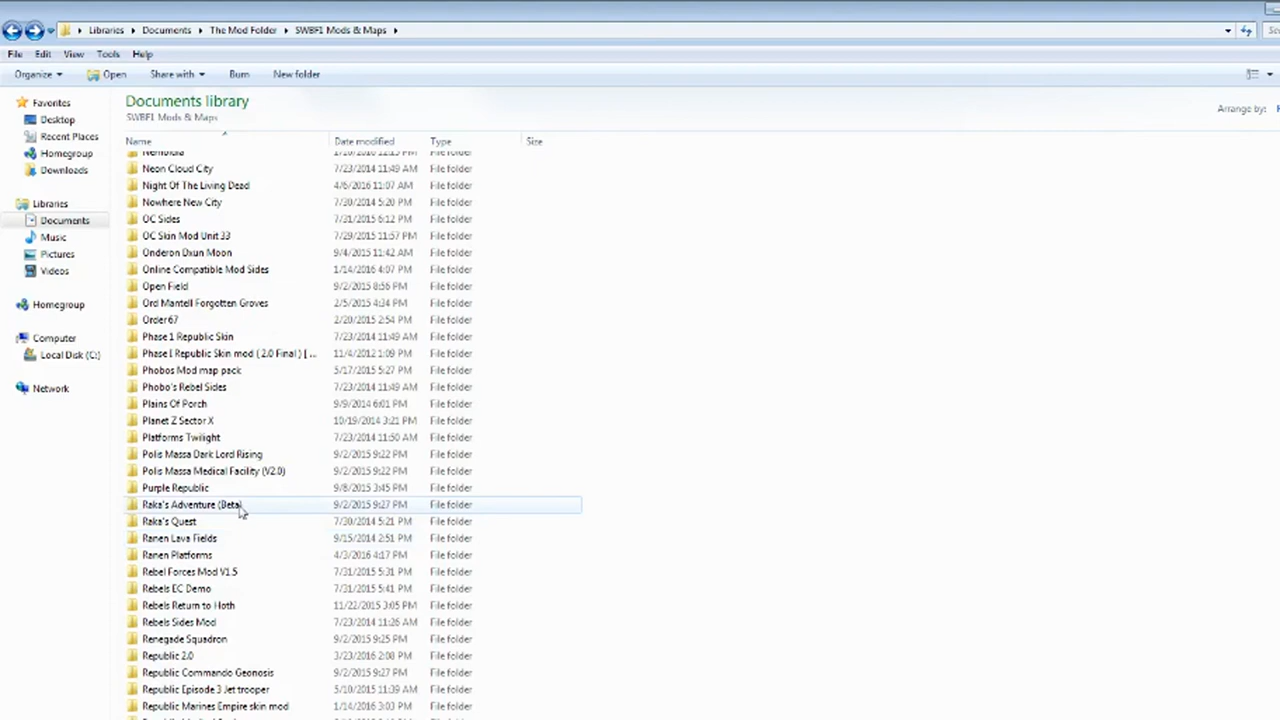 Libraries Documents The Mod Folder SWBF1 Mods & Maps
File Edit View Tools Help
Organize Open Share with Burn New folder
Favorites
Desktop
Recent Places
Homegroup
Downloads
Libraries
Documents
Music
Pictures
Videos
Homegroup
Computer
Local Disk (C:)
Network
Documents library
SWBF1 Mods & Maps
Arrange by:
Name Date modified Type Size
File folder
Neon Cloud City 7/23/2014 11:49 AM File folder
Night Of The Living Dead 4/6/2016 11:07 AM File folder
Nowhere New City 7/30/2014 5:20 PM File folder
OC Sides 7/31/2015 6:12 PM File folder
OC Skin Mod Unit 33 7/29/2015 11:57 PM File folder
Onderon Dxun Moon 9/4/2015 11:42 AM File folder
Online Compatible Mod Sides 1/14/2016 4:07 PM File folder
Open Field 9/2/2015 8:56 PM File folder
Ord Mantell Forgotten Groves 2/5/2015 4:34 PM File folder
Order67 2/20/2015 2:54 PM File folder
Phase 1 Republic Skin 7/23/2014 11:49 AM File folder
Phase I Republic Skin mod ( 2.0 Final ) [ ... 11/4/2012 1:09 PM File folder
Phobos Mod map pack 5/17/2015 5:27 PM File folder
Phobo's Rebel Sides 7/23/2014 11:49 AM File folder
Plains Of Porch 9/9/2014 6:01 PM File folder
Planet Z Sector X 10/19/2014 3:21 PM File folder
Platforms Twilight 7/23/2014 11:50 AM File folder
Polis Massa Dark Lord Rising 9/2/2015 9:22 PM File folder
Polis Massa Medical Facility (V2.0) 9/2/2015 9:22 PM File folder
Purple Republic 9/8/2015 3:45 PM File folder
Raka's Adventure (Beta) 9/2/2015 9:27 PM File folder
Raka's Quest 7/30/2014 5:21 PM File folder
Ranen Lava Fields 9/15/2014 2:51 PM File folder
Ranen Platforms 4/3/2016 4:17 PM File folder
Rebel Forces Mod V1.5 7/31/2015 5:31 PM File folder
Rebels EC Demo 7/31/2015 5:41 PM File folder
Rebels Return to Hoth 11/22/2015 3:05 PM File folder
Rebels Sides Mod 7/23/2014 11:26 AM File folder
Renegade Squadron 9/2/2015 9:25 PM File folder
Republic 2.0 3/23/2016 2:08 PM File folder
Republic Commando Geonosis 9/2/2015 9:27 PM File folder
Republic Episode 3 Jet trooper 5/10/2015 11:39 AM File folder
Republic Marines Empire skin mod 1/14/2016 3:03 PM File folder